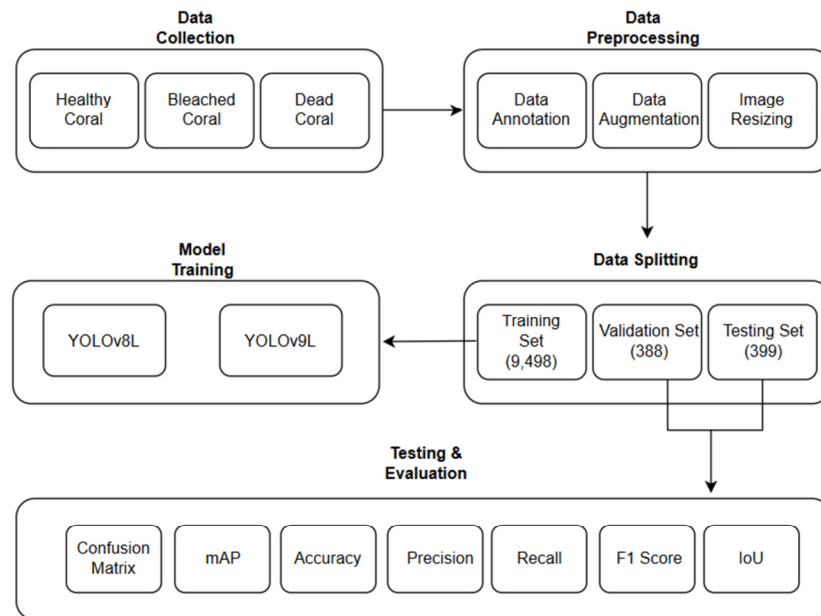 Data
Collection
Healthy
Coral
Bleached
Coral
Dead
Coral
Data
Preprocessing
Data
Annotation
Data
Augmentation
Image
Resizing
Model
Training
YOLOv8L
YOLOv9L
Data Splitting
Training
Set
(9,498)
Validation Set
(388)
Testing Set
(399)
Testing &
Evaluation
Confusion
Matrix
mAP
Accuracy
Precision
Recall
F1 Score
IoU